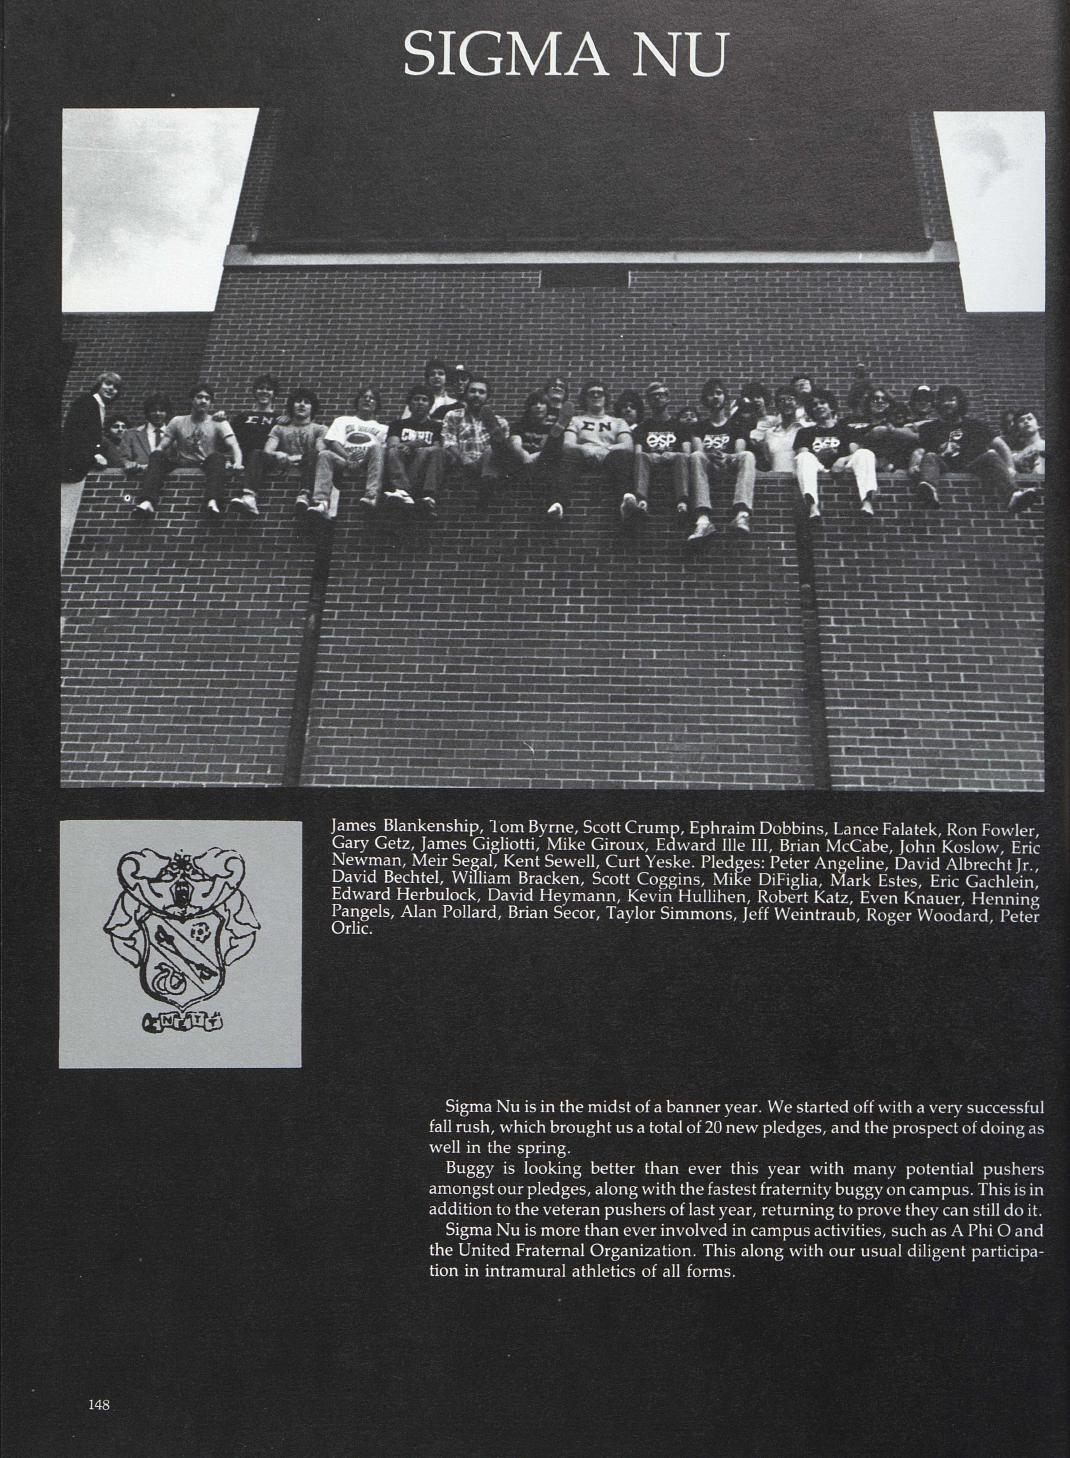 SIGMA NU
ΣN
ΣN
James Blankenship, Tom Byrne, Scott Crump, Ephraim Dobbins, Lance Falatek, Ron Fowler,
Gary Getz, James Gigliotti, Mike Giroux, Edward Ille III, Brian McCabe, John Koslow, Eric
Newman, Meir Segal, Kent Sewell, Curt Yeske. Pledges: Peter Angeline, David Albrecht Jr.,
David Bechtel, William Bracken, Scott Coggins, Mike DiFiglia, Mark Estes, Eric Gachlein,
Edward Herbulock, David Heymann, Kevin Hullihen, Robert Katz, Even Knauer, Henning
Pangels, Alan Pollard, Brian Secor, Taylor Simmons, Jeff Weintraub, Roger Woodard, Peter
Orlic.
Sigma Nu is in the midst of a banner year. We started off with a very successful
fall rush, which brought us a total of 20 new pledges, and the prospect of doing as
well in the spring.
Buggy is looking better than ever this year with many potential pushers
amongst our pledges, along with the fastest fraternity buggy on campus. This is in
addition to the veteran pushers of last year, returning to prove they can still do it.
Sigma Nu is more than ever involved in campus activities, such as A Phi O and
the United Fraternal Organization. This along with our usual diligent participa-
tion in intramural athletics of all forms.
148